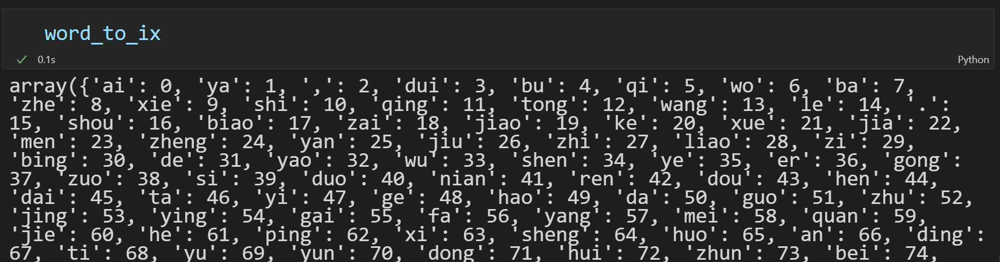 word_to_ix
0.1s
Python
array({'ai': 0, 'ya': 1, ',': 2, 'dui': 3, 'bu': 4, 'qi': 5, 'wo': 6, 'ba': 7,
'zhe': 8, 'xie': 9, 'shi': 10, 'qing': 11, 'tong': 12, 'wang': 13, 'le': 14, '.':
15, 'shou': 16, 'biao': 17, 'zai': 18, 'jiao': 19, 'ke': 20, 'xue': 21, 'jia': 22,
'men': 23, 'zheng': 24, 'yan': 25, 'jiu': 26, 'zhi': 27, 'liao': 28, 'zi': 29,
'bing': 30, 'de': 31, 'yao': 32, 'wu': 33, 'shen': 34, 'ye': 35, 'er': 36, 'gong':
37, 'zuo': 38, 'si': 39, 'duo': 40, 'nian': 41, 'ren': 42, 'dou': 43, 'hen': 44,
'dai': 45, 'ta': 46, 'yi': 47, 'ge': 48, 'hao': 49, 'da': 50, 'guo': 51, 'zhu': 52,
'jing': 53, 'ying': 54, 'gai': 55, 'fa': 56, 'yang': 57, 'mei': 58, 'quan': 59,
'jie': 60, 'he': 61, 'ping': 62, 'xi': 63, 'sheng': 64, 'huo': 65, 'an': 66, 'ding':
67, 'ti': 68, 'yu': 69, 'yun': 70, 'dong': 71, 'hui': 72, 'zhun': 73, 'bei': 74,